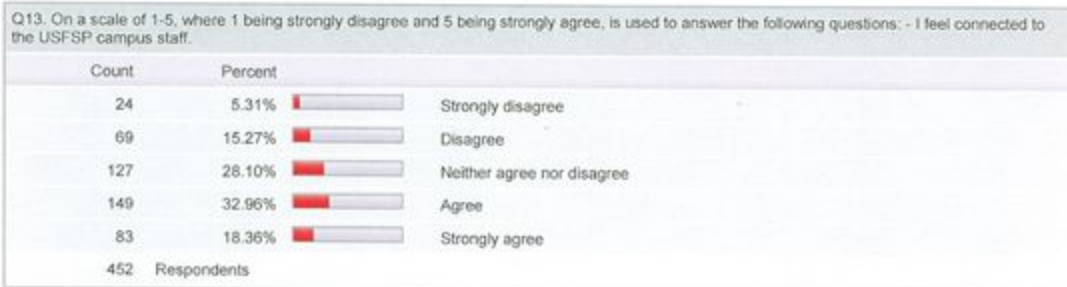 Q13. On a scale of 1-5, where 1 being strongly disagree and 5 being strongly agree, is used to answer the following questions: - I feel connected to
the USFSP campus staff.
Count Percent
24 5.31% Strongly disagree
69 15.27% Disagree
127 28.10% Neither agree nor disagree
149 32.96% Agree
83 18.36% Strongly agree
452 Respondents